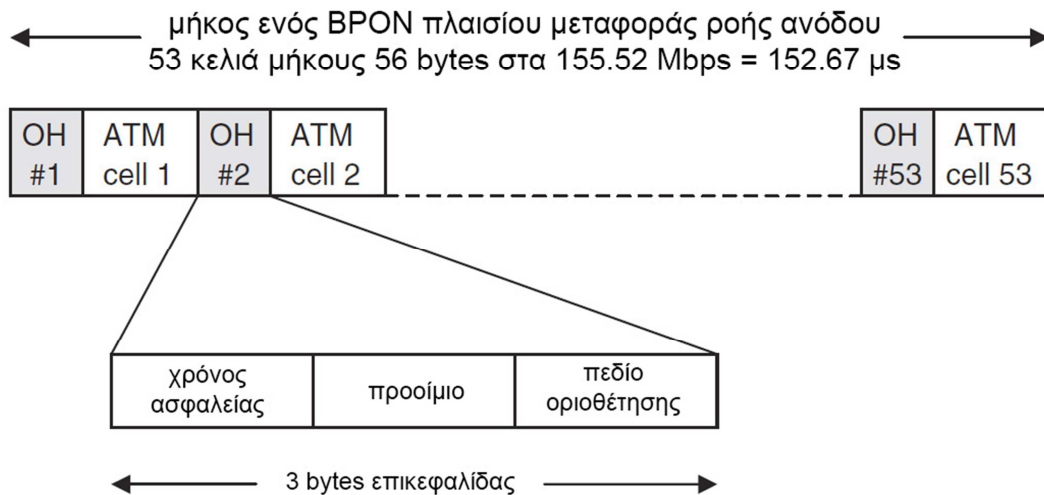 μήκος ενός BPON πλαισίου μεταφοράς ροής ανόδου
53 κελιά μήκους 56 bytes στα 155.52 Mbps = 152.67 μs
OH #1
ATM cell 1
OH #2
ATM cell 2
OH #53
ATM cell 53
χρόνος ασφαλείας
προοίμιο
πεδίο οριοθέτησης
3 bytes επικεφαλίδας